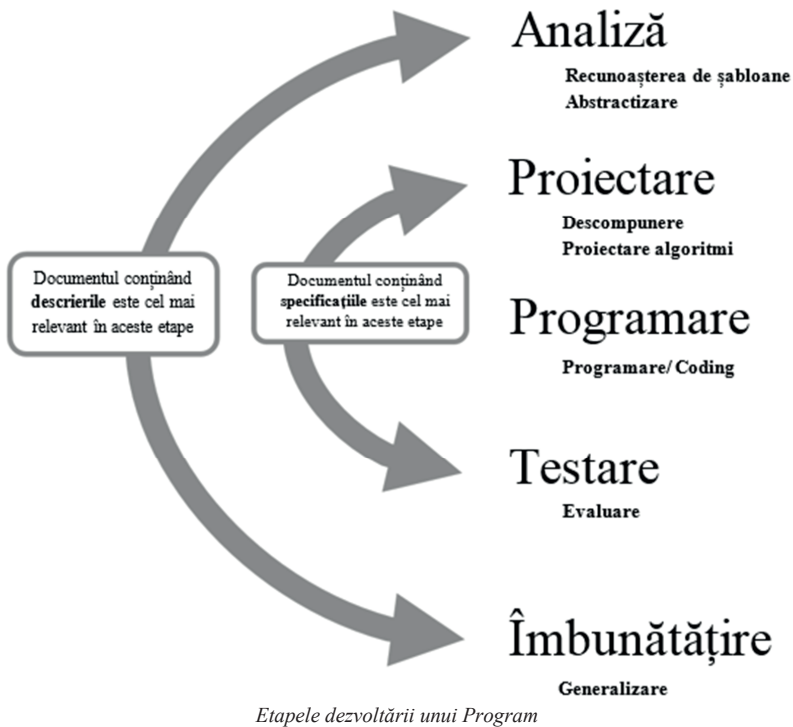 Analiză
Recunoașterea de șabloane
Abstractizare
Proiectare
Descompunere
Proiectare algoritmi
Documentul conținând
descrierile este cel mai
relevant în aceste etape
Documentul conținând
specificațiile este cel mai
relevant în aceste etape
Programare
Programare/ Coding
Testare
Evaluare
Îmbunătățire
Generalizare
Etapele dezvoltării unui Program